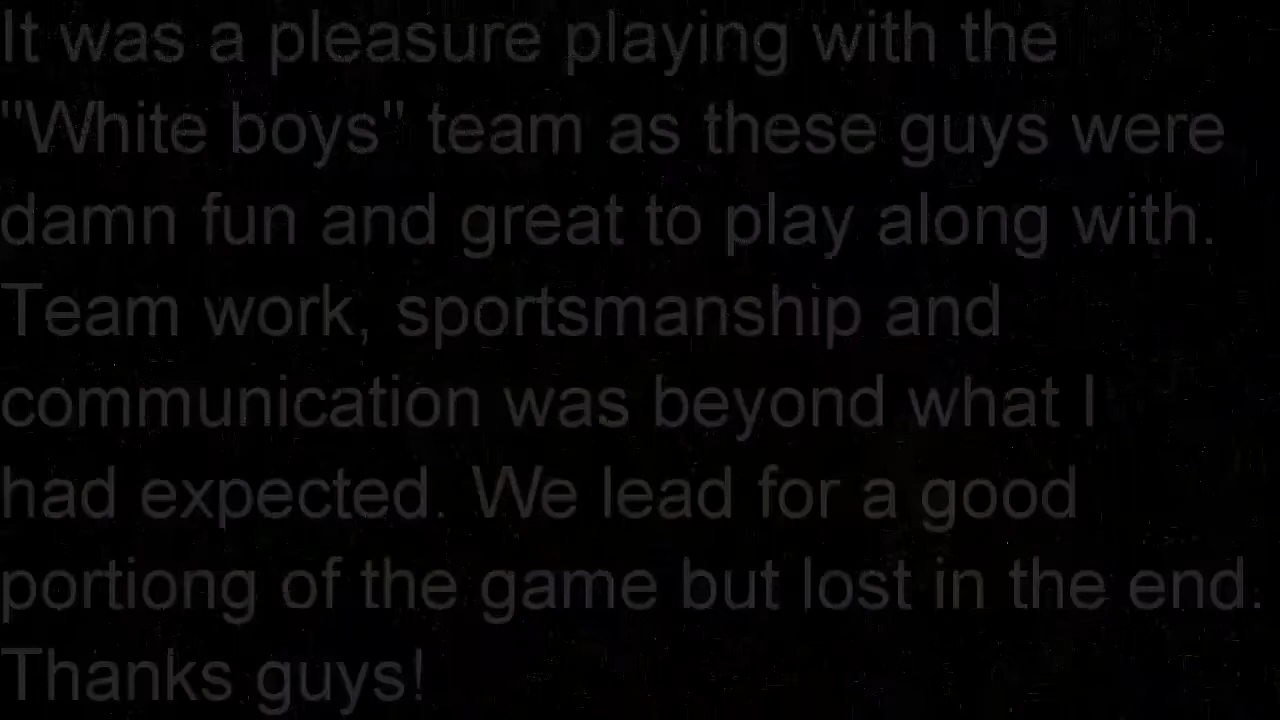 It was a pleasure playing with the
"White boys" team as these guys were
damn fun and great to play along with.
Team work, sportsmanship and
communication was beyond what I
had expected. We lead for a good
portiong of the game but lost in the end.
Thanks guys!